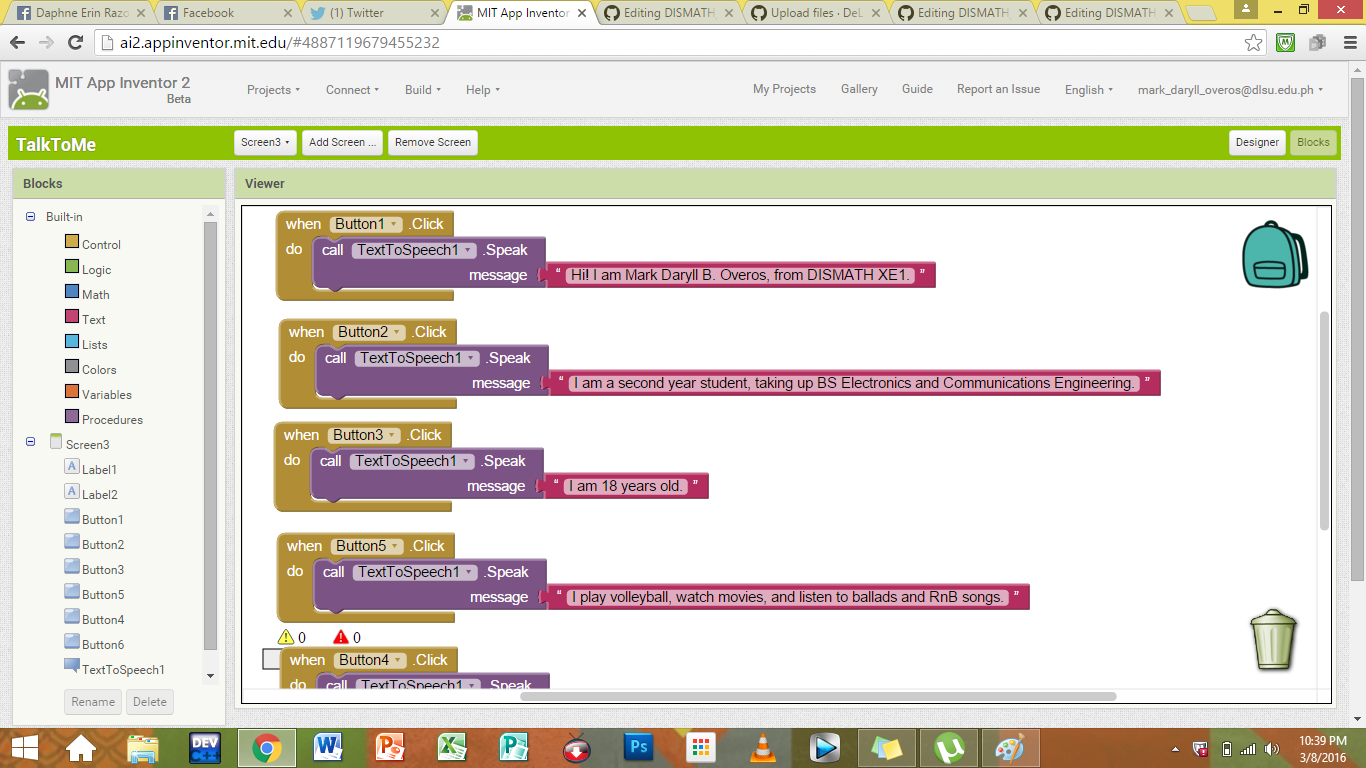 Daphne Erin Razo
Facebook
(1) Twitter
MIT App Inventor
Editing DISMATH
Upload files · DeL
Editing DISMATH
Editing DISMATH
ai2.appinventor.mit.edu/#4887119679455232
MIT App Inventor 2
Beta
Projects
Connect
Build
Help
My Projects
Gallery
Guide
Report an Issue
English
mark_daryll_overos@dlsu.edu.ph
TalkToMe
Screen3
Add Screen ...
Remove Screen
Designer
Blocks
Blocks
Viewer
Built-in
Control
Logic
Math
Text
Lists
Colors
Variables
Procedures
Screen3
Label1
Label2
Button1
Button2
Button3
Button5
Button4
Button6
TextToSpeech1
Rename
Delete
when Button1 .Click
do call TextToSpeech1 .Speak
message “ Hi! I am Mark Daryll B. Overos, from DISMATH XE1. ”
when Button2 .Click
do call TextToSpeech1 .Speak
message “ I am a second year student, taking up BS Electronics and Communications Engineering. ”
when Button3 .Click
do call TextToSpeech1 .Speak
message “ I am 18 years old. ”
when Button5 .Click
do call TextToSpeech1 .Speak
message “ I play volleyball, watch movies, and listen to ballads and RnB songs. ”
0 0
when Button4 .Click
do call TextToSpeech1 .Speak
DEV
C++
Ps
10:39 PM
3/8/2016